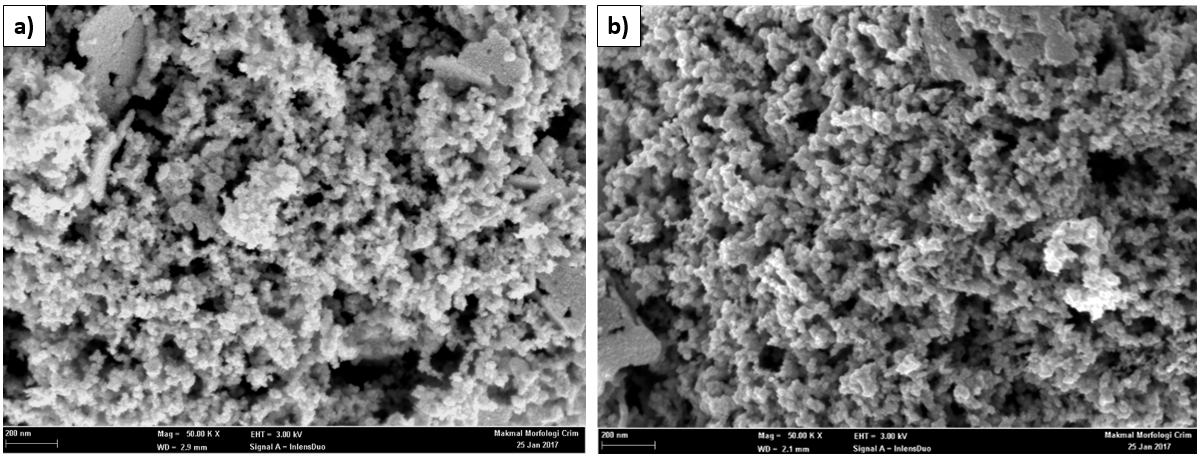 a)
b)
200 nm
Mag = 50.00 K X
EHT = 3.00 kV
Makmal Morfologi Crim
WD = 2.9 mm
Signal A = InlensDuo
25 Jan 2017
200 nm
Mag = 50.00 K X
EHT = 3.00 kV
Makmal Morfologi Crim
WD = 2.1 mm
Signal A = InlensDuo
25 Jan 2017